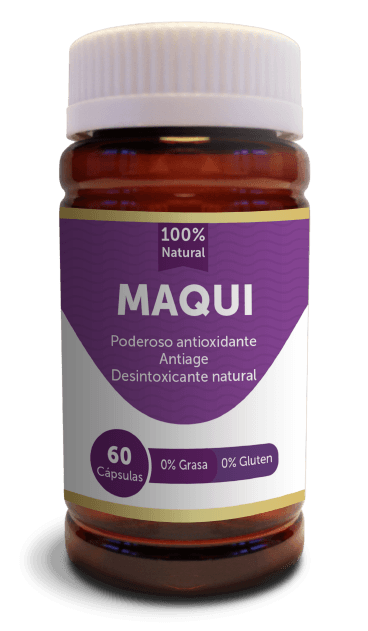 100%
Natural
MAQUI
Poderoso antioxidante
Antiage
Desintoxicante natural
60
Cápsulas
0% Grasa
0% Gluten